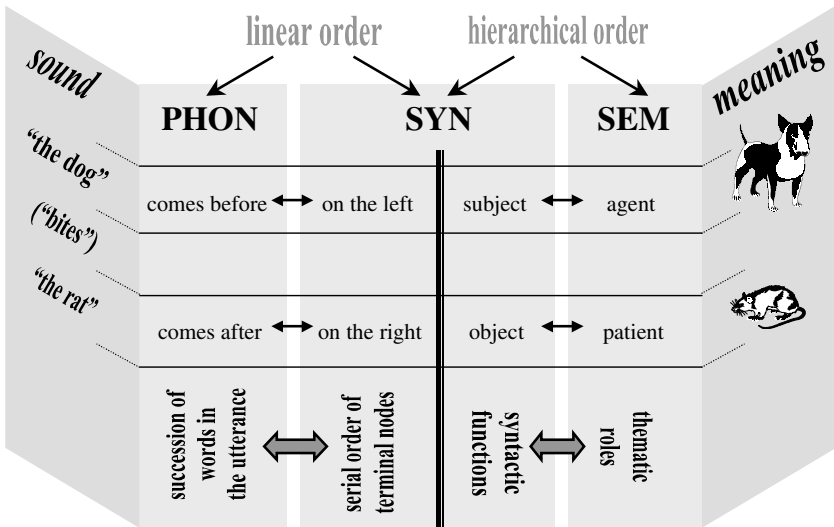 linear order
hierarchical order
sound
meaning
PHON
SYN
SEM
“the dog”
comes before
on the left
subject
agent
(“bites”)
“the rat”
comes after
on the right
object
patient
succession of
words in
the utterance
serial order of
terminal nodes
syntactic
functions
thematic
roles